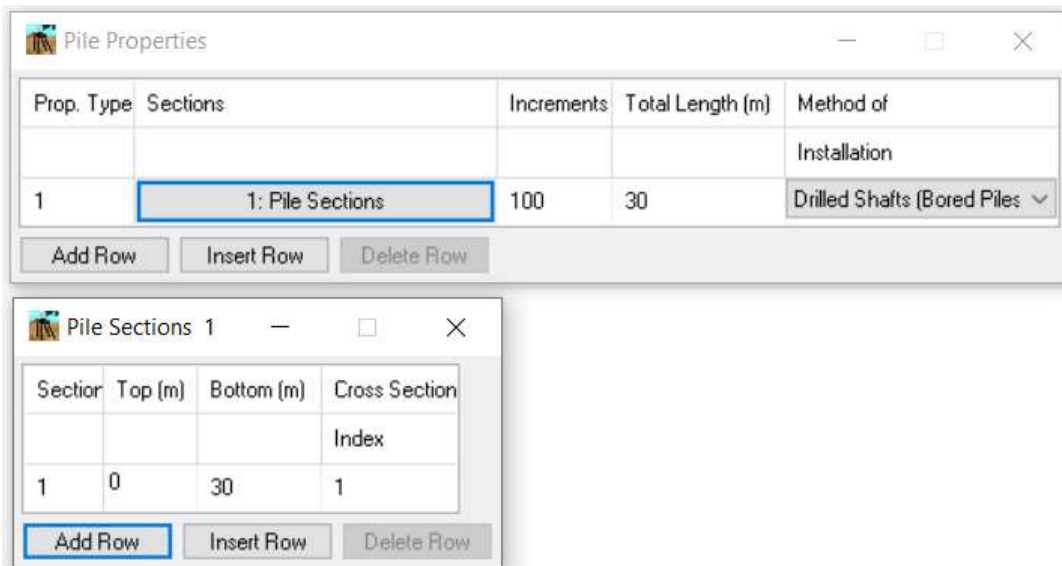 Pile Properties
Prop. Type Sections Increments Total Length (m) Method of
Installation
1 1: Pile Sections 100 30 Drilled Shafts (Bored Piles
Add Row Insert Row Delete Row
Pile Sections 1
Section Top (m) Bottom (m) Cross Section
Index
1 0 30 1
Add Row Insert Row Delete Row